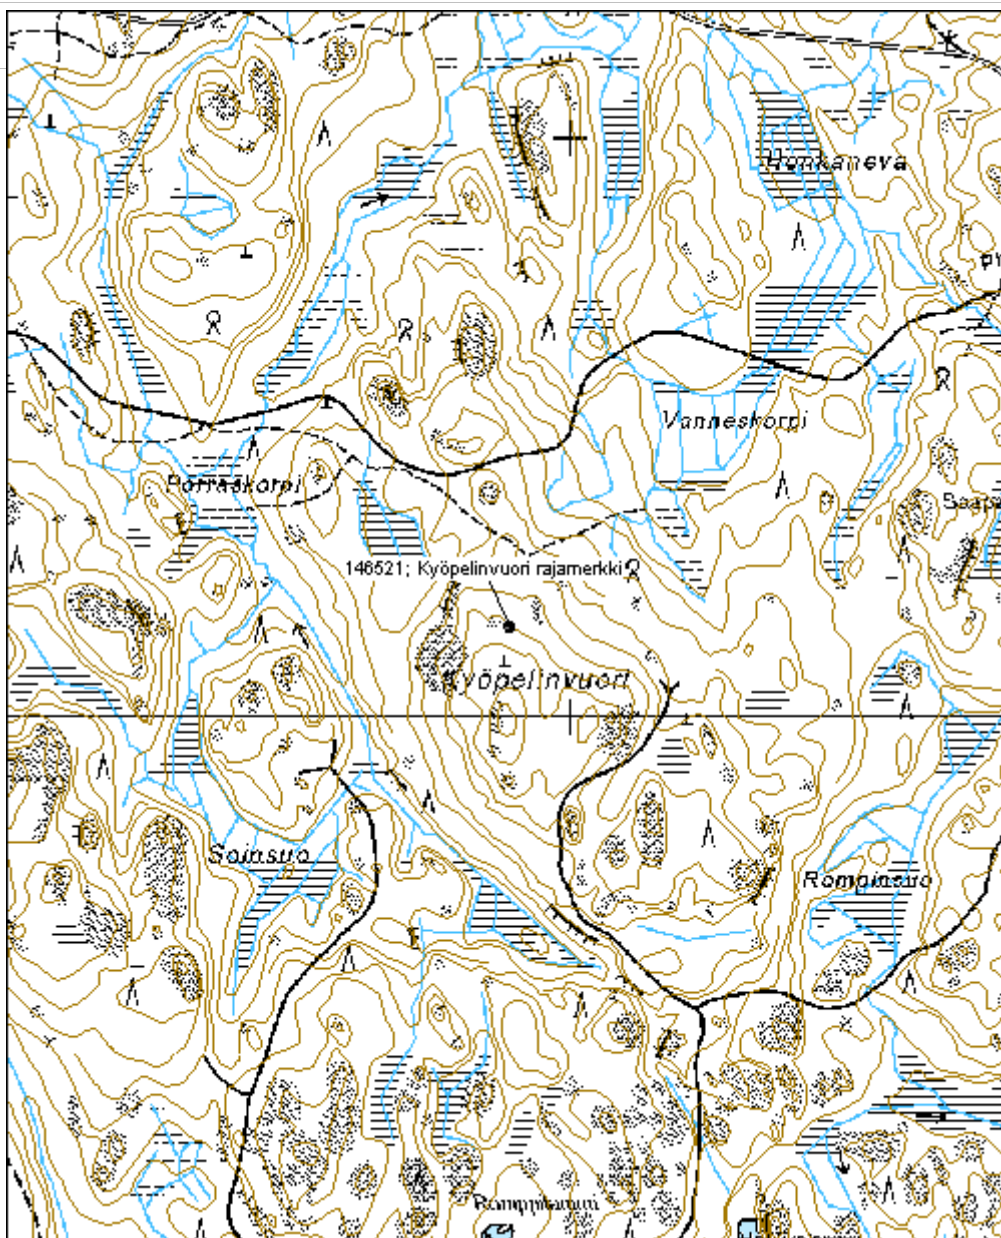 Honkaneva
Vanneskorpi
Porraskorpi
146521; Kyöpelinvuori rajamerkki
Kyöpelinvuori
Soinsuo
Rompinsuo